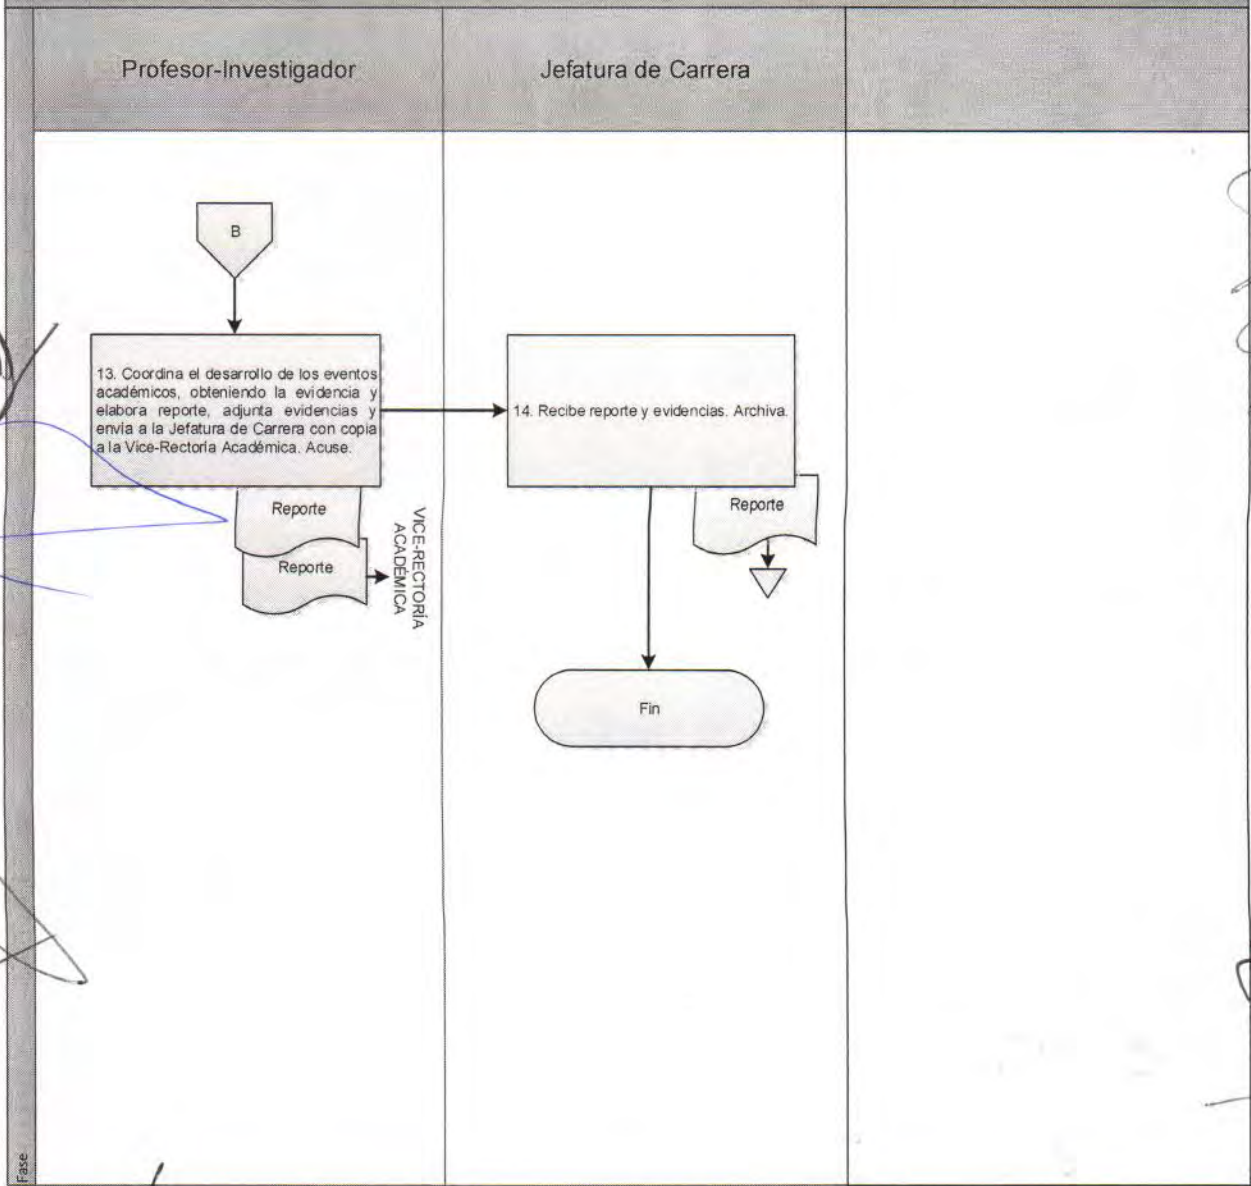 Profesor-Investigador
Jefatura de Carrera
B
13. Coordina el desarrollo de los eventos
académicos, obteniendo la evidencia y
elabora reporte, adjunta evidencias y
envia a la Jefatura de Carrera con copia
a la Vice-Rectoría Académica. Acuse.
14. Recibe reporte y evidencias. Archiva.
Reporte
Reporte
VICE-RECTORÍA
ACADÉMICA
Reporte
Fin
Fase